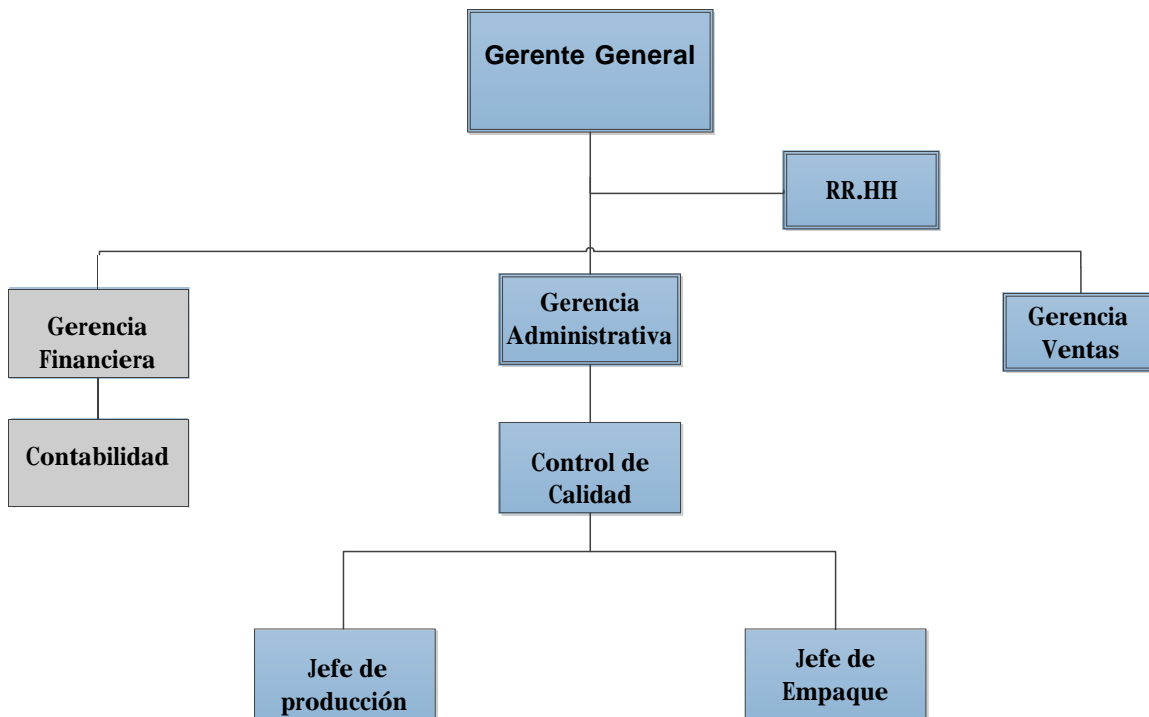 Gerente General
RR.HH
Gerencia
Financiera
Gerencia
Administrativa
Gerencia
Ventas
Contabilidad
Control de
Calidad
Jefe de
producción
Jefe de
Empaque